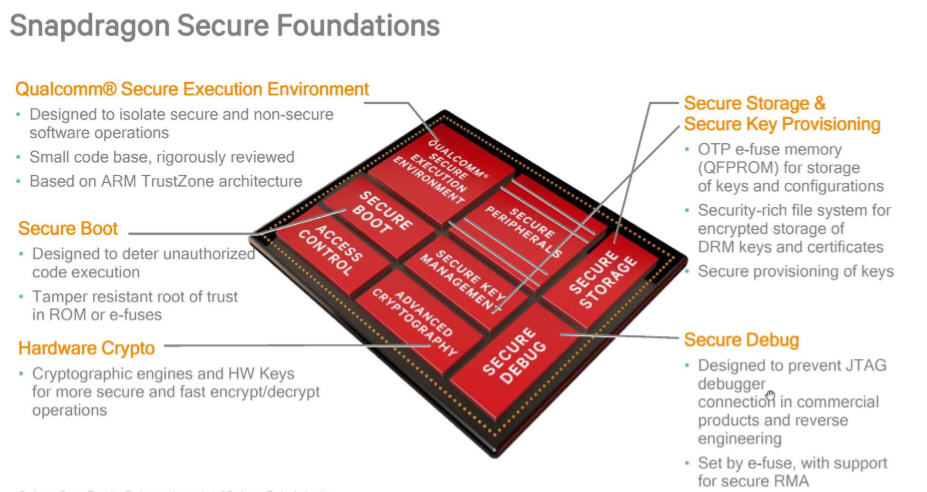 Snapdragon Secure Foundations
Qualcomm® Secure Execution Environment
• Designed to isolate secure and non-secure
software operations
• Small code base, rigorously reviewed
• Based on ARM TrustZone architecture
Secure Boot
• Designed to deter unauthorized
code execution
• Tamper resistant root of trust
in ROM or e-fuses
Hardware Crypto
• Cryptographic engines and HW Keys
for more secure and fast encrypt/decrypt
operations
QUALCOMM®
SECURE
EXECUTION
ENVIRONMENT
SECURE
PERIPHERALS
SECURE
BOOT
ACCESS
CONTROL
SECURE KEY
MANAGEMENT
SECURE
STORAGE
ADVANCED
CRYPTOGRAPHY
SECURE
DEBUG
Secure Storage &
Secure Key Provisioning
• OTP e-fuse memory
(QFPROM) for storage
of keys and configurations
• Security-rich file system for
encrypted storage of
DRM keys and certificates
• Secure provisioning of keys
Secure Debug
• Designed to prevent JTAG
debugger
connection in commercial
products and reverse
engineering
• Set by e-fuse, with support
for secure RMA